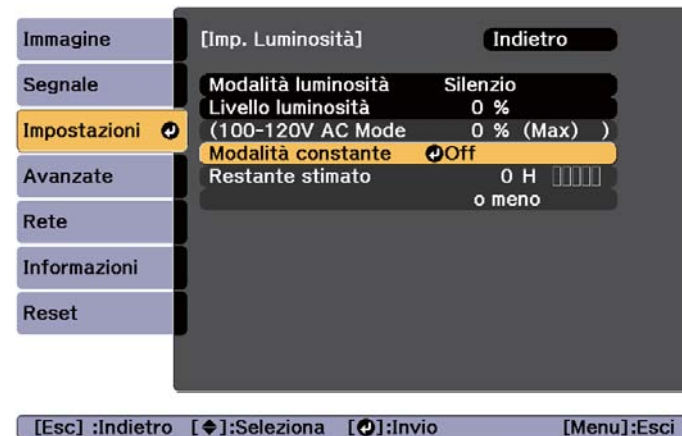 Immagine
Segnale
Impostazioni
Avanzate
Rete
Informazioni
Reset
[Imp. Luminosità] Indietro
Modalità luminosità Silenzio
Livello luminosità 0 %
(100-120V AC Mode 0 % (Max) )
Modalità constante Off
Restante stimato 0 H
o meno
[Esc] :Indietro [◆]:Seleziona [⏎]:Invio [Menu]:Esci